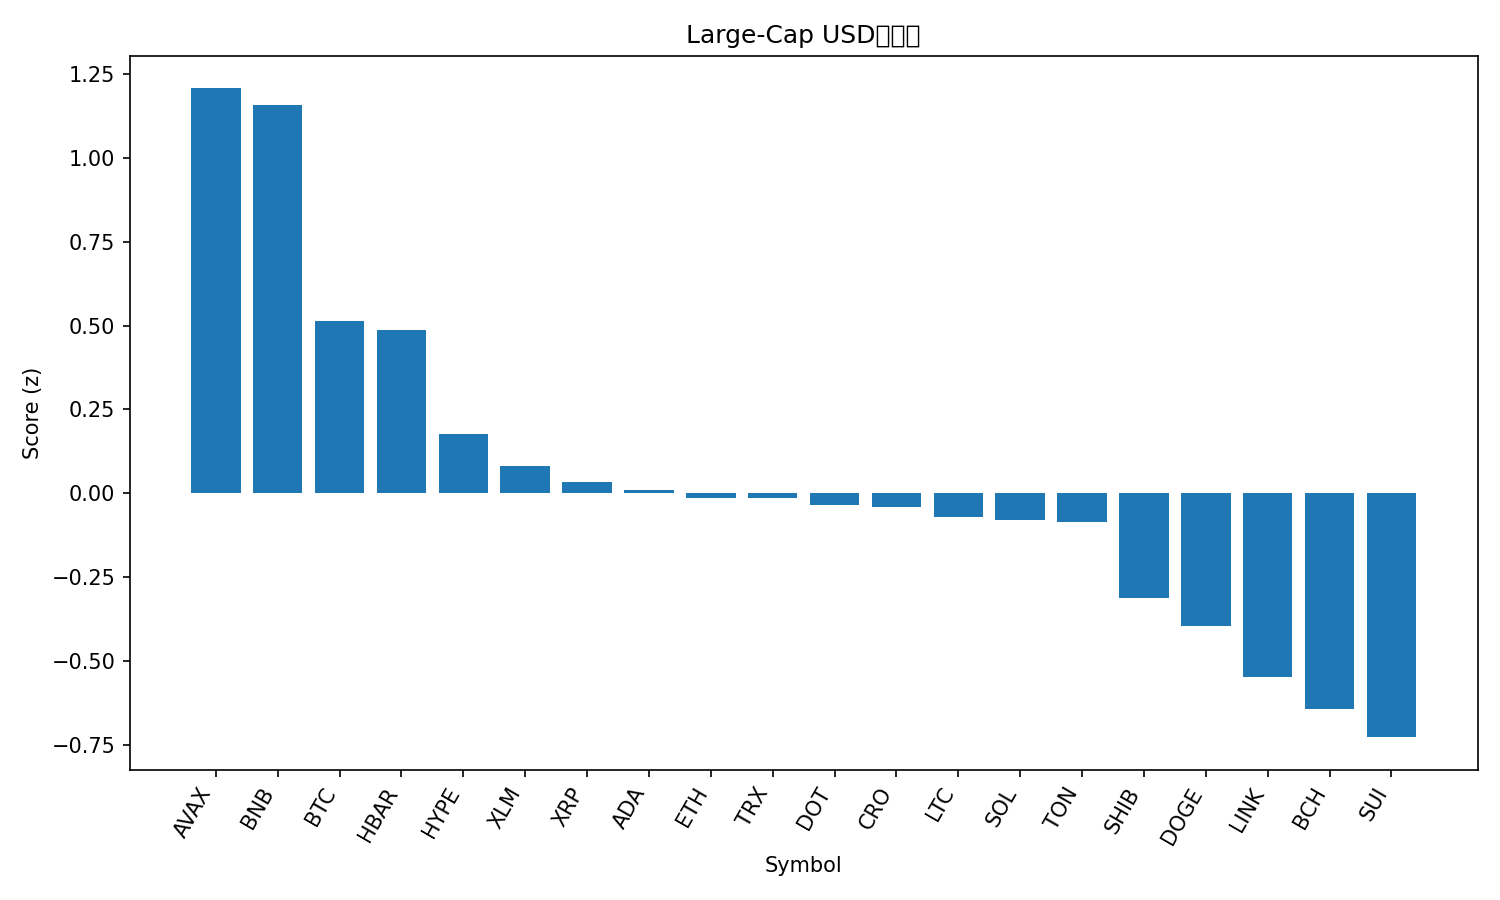 Large-Cap USD
1.25
1.00
0.75
0.50
0.25
0.00
−0.25
−0.50
−0.75
Score (z)
AVAX
BNB
BTC
HBAR
HYPE
XLM
XRP
ADA
ETH
TRX
DOT
CRO
LTC
SOL
TON
SHIB
DOGE
LINK
BCH
SUI
Symbol